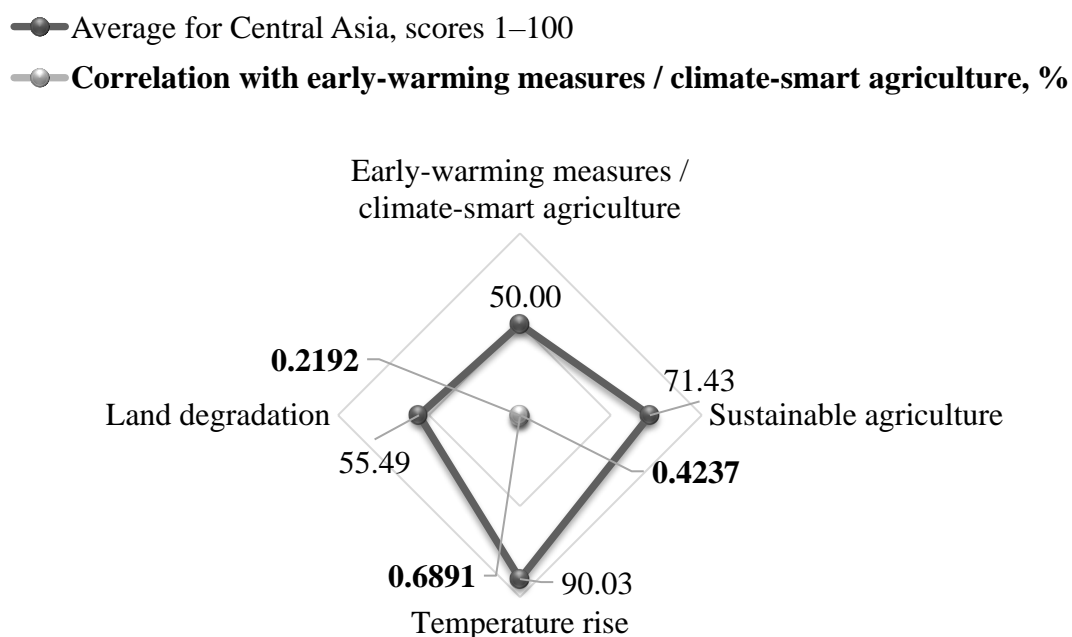 Average for Central Asia, scores 1–100
Correlation with early-warming measures / climate-smart agriculture, %
Early-warming measures /
climate-smart agriculture
50.00
0.2192
71.43
Land degradation
Sustainable agriculture
55.49
0.4237
0.6891
90.03
Temperature rise